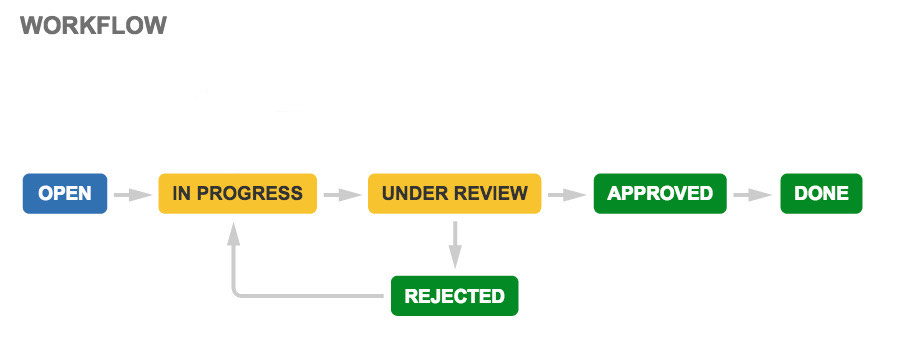 WORKFLOW
OPEN
IN PROGRESS
UNDER REVIEW
APPROVED
DONE
REJECTED